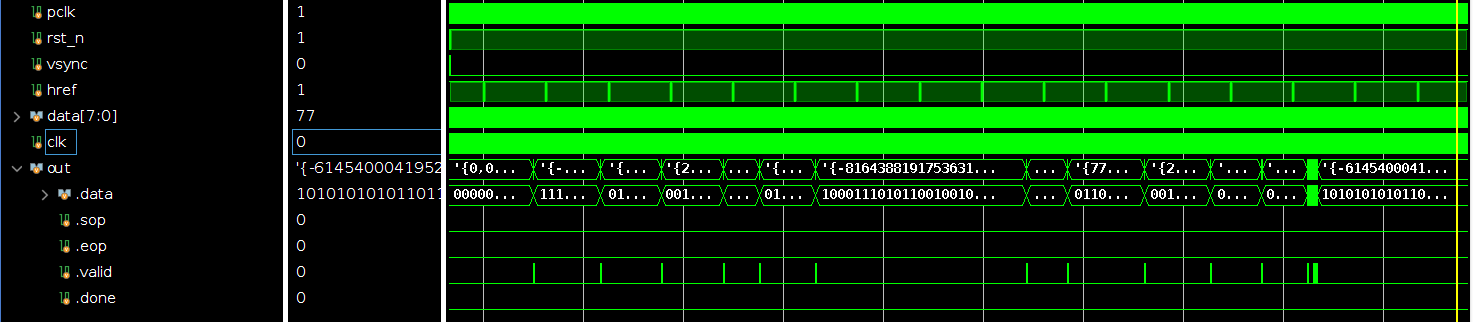 pclk 1
rst_n 1
vsync 0
href 1
data[7:0] 77
clk 0
out '{-6145400041952 '{0,0... '{-... '{... '{2... ... '{... '{-8164388191753631... ... '{77... '{2... '... '... '{-6145400041...
.data 1010101010110111 00000... 111... 01... 001... ... 01... 1000111010110010010... ... 0110... 001... 0... 0... 1010101010110...
.sop 0
.eop 0
.valid 0
.done 0